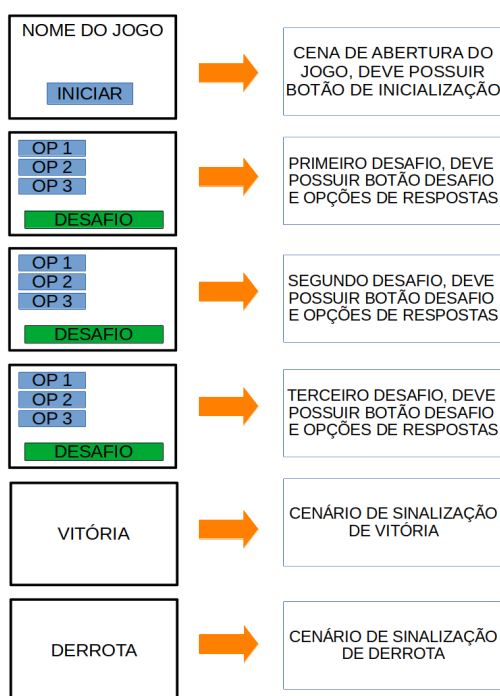 NOME DO JOGO
INICIAR
CENA DE ABERTURA DO
JOGO, DEVE POSSUIR
BOTÃO DE INICIALIZAÇÃO
OP 1
OP 2
OP 3
DESAFIO
PRIMEIRO DESAFIO, DEVE
POSSUIR BOTÃO DESAFIO
E OPÇÕES DE RESPOSTAS
OP 1
OP 2
OP 3
DESAFIO
SEGUNDO DESAFIO, DEVE
POSSUIR BOTÃO DESAFIO
E OPÇÕES DE RESPOSTAS
OP 1
OP 2
OP 3
DESAFIO
TERCEIRO DESAFIO, DEVE
POSSUIR BOTÃO DESAFIO
E OPÇÕES DE RESPOSTAS
VITÓRIA
CENÁRIO DE SINALIZAÇÃO
DE VITÓRIA
DERROTA
CENÁRIO DE SINALIZAÇÃO
DE DERROTA